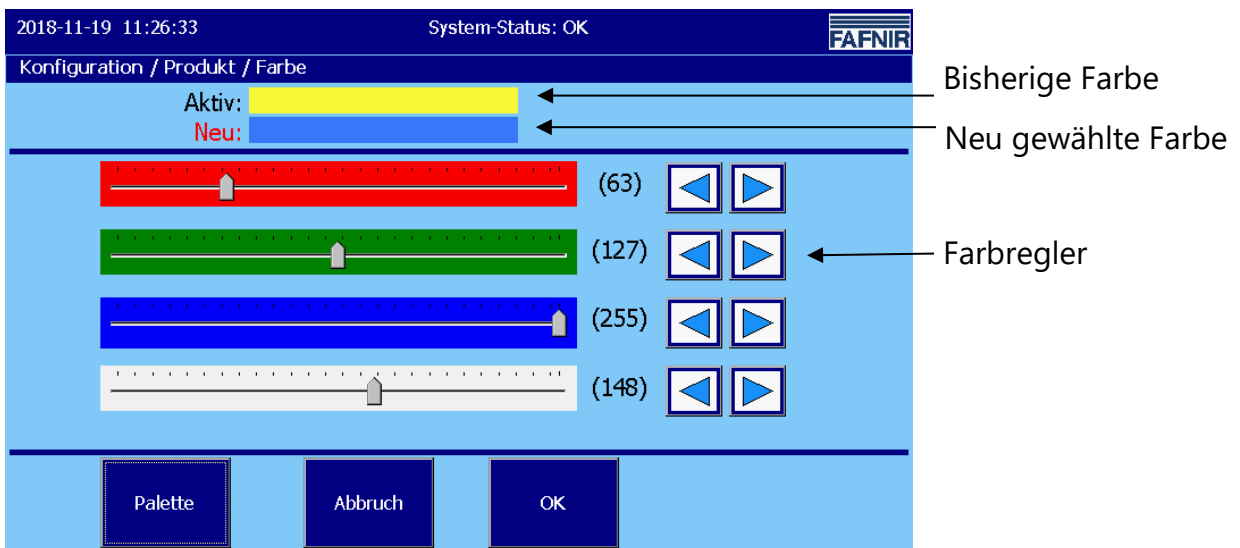 2018-11-19 11:26:33 System-Status: OK FAFNIR
Konfiguration / Produkt / Farbe
Aktiv:
Bisherige Farbe
Neu:
Neu gewählte Farbe
(63)
(127)
Farbregler
(255)
(148)
Palette Abbruch OK